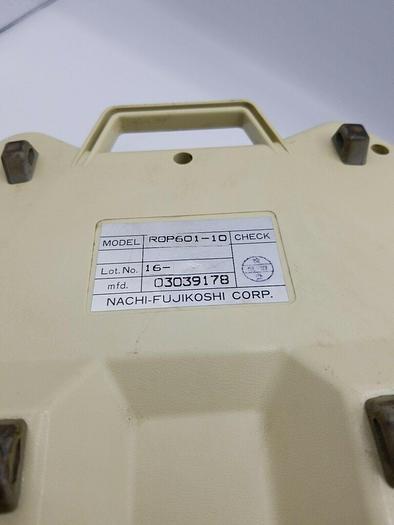 MODEL ROP601-10 CHECK
Lot.No. 16-
mfd. 03039178
NACHI-FUJIKOSHI CORP.